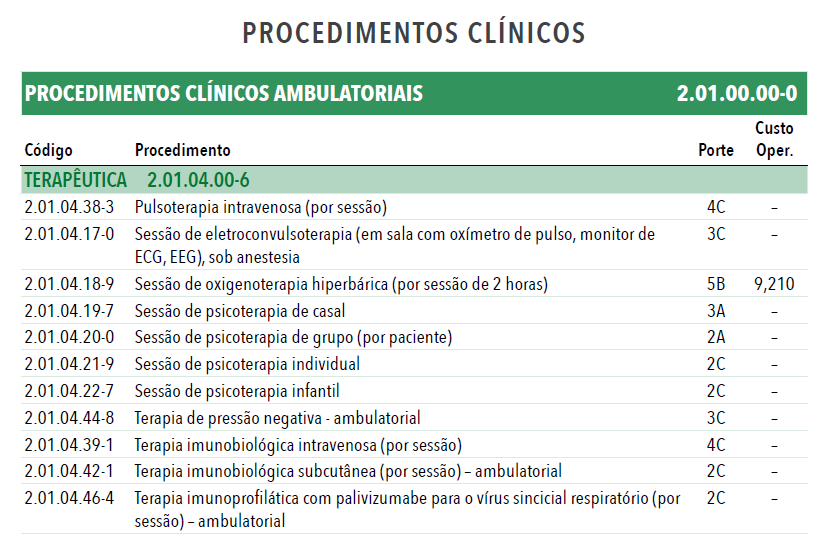 PROCEDIMENTOS CLÍNICOS
PROCEDIMENTOS CLÍNICOS AMBULATORIAIS 2.01.00.00-0
Código Procedimento Porte Custo Oper.
TERAPÊUTICA 2.01.04.00-6
2.01.04.38-3 Pulsoterapia intravenosa (por sessão) 4C –
2.01.04.17-0 Sessão de eletroconvulsoterapia (em sala com oxímetro de pulso, monitor de 3C –
ECG, EEG), sob anestesia
2.01.04.18-9 Sessão de oxigenoterapia hiperbárica (por sessão de 2 horas) 5B 9,210
2.01.04.19-7 Sessão de psicoterapia de casal 3A –
2.01.04.20-0 Sessão de psicoterapia de grupo (por paciente) 2A –
2.01.04.21-9 Sessão de psicoterapia individual 2C –
2.01.04.22-7 Sessão de psicoterapia infantil 2C –
2.01.04.44-8 Terapia de pressão negativa - ambulatorial 3C –
2.01.04.39-1 Terapia imunobiológica intravenosa (por sessão) 4C –
2.01.04.42-1 Terapia imunobiológica subcutânea (por sessão) – ambulatorial 2C –
2.01.04.46-4 Terapia imunoprofilática com palivizumabe para o vírus sincicial respiratório (por 2C –
sessão) – ambulatorial